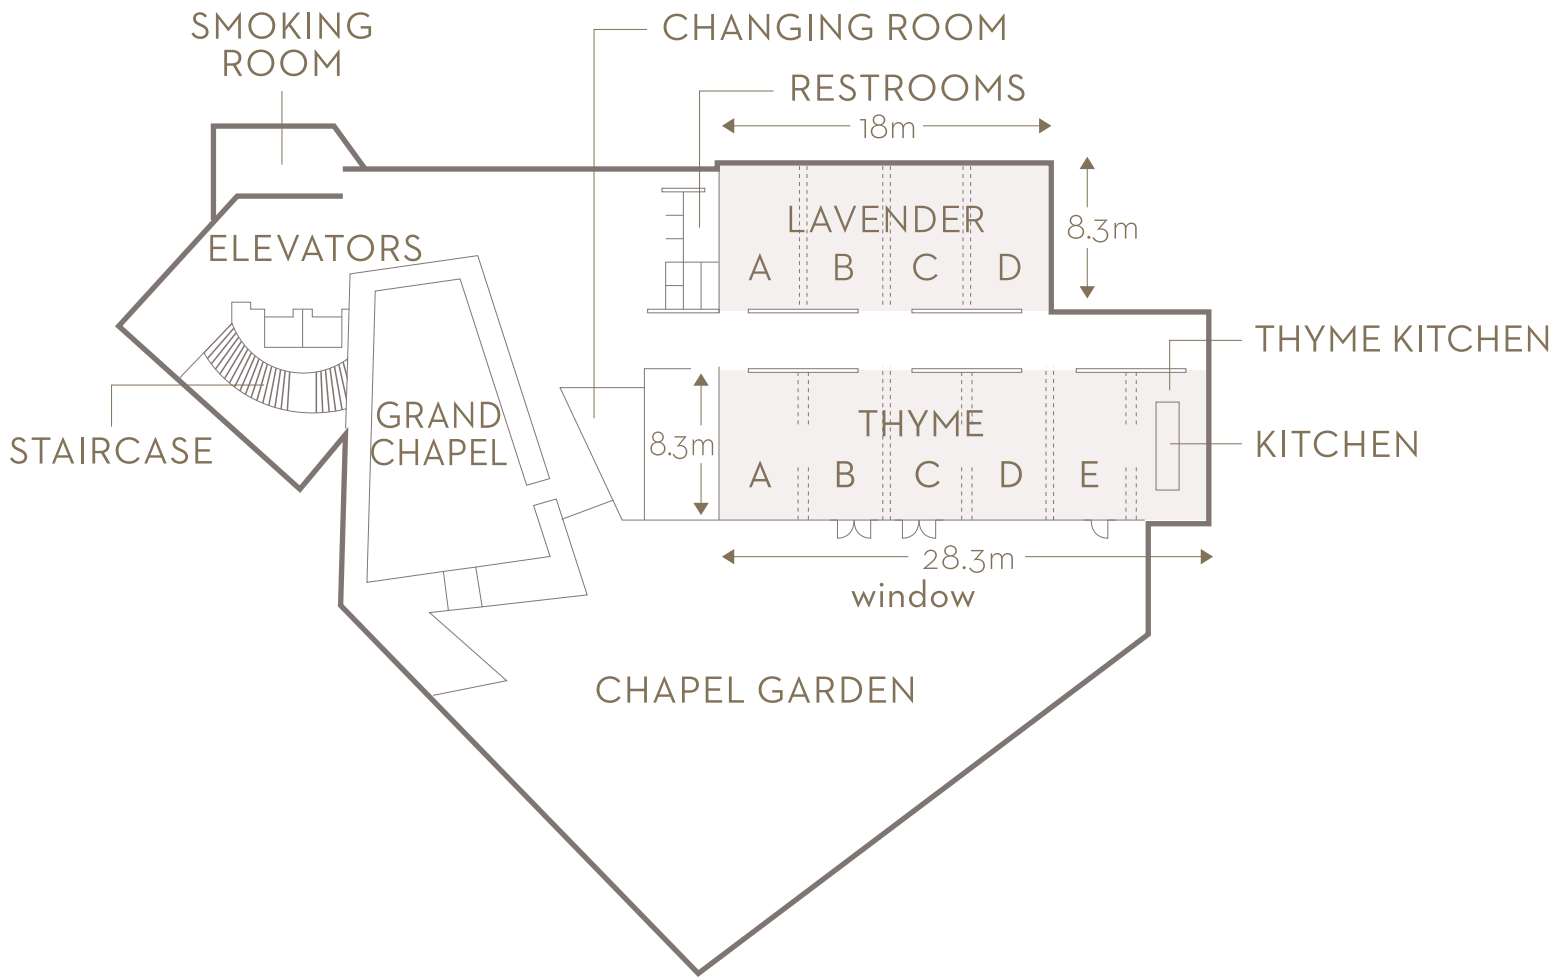 SMOKING
ROOM
CHANGING ROOM
RESTROOMS
18m
LAVENDER
A B C D
8.3m
ELEVATORS
THYME KITCHEN
STAIRCASE
GRAND
CHAPEL
8.3m
THYME
A B C D E
KITCHEN
28.3m
window
CHAPEL GARDEN